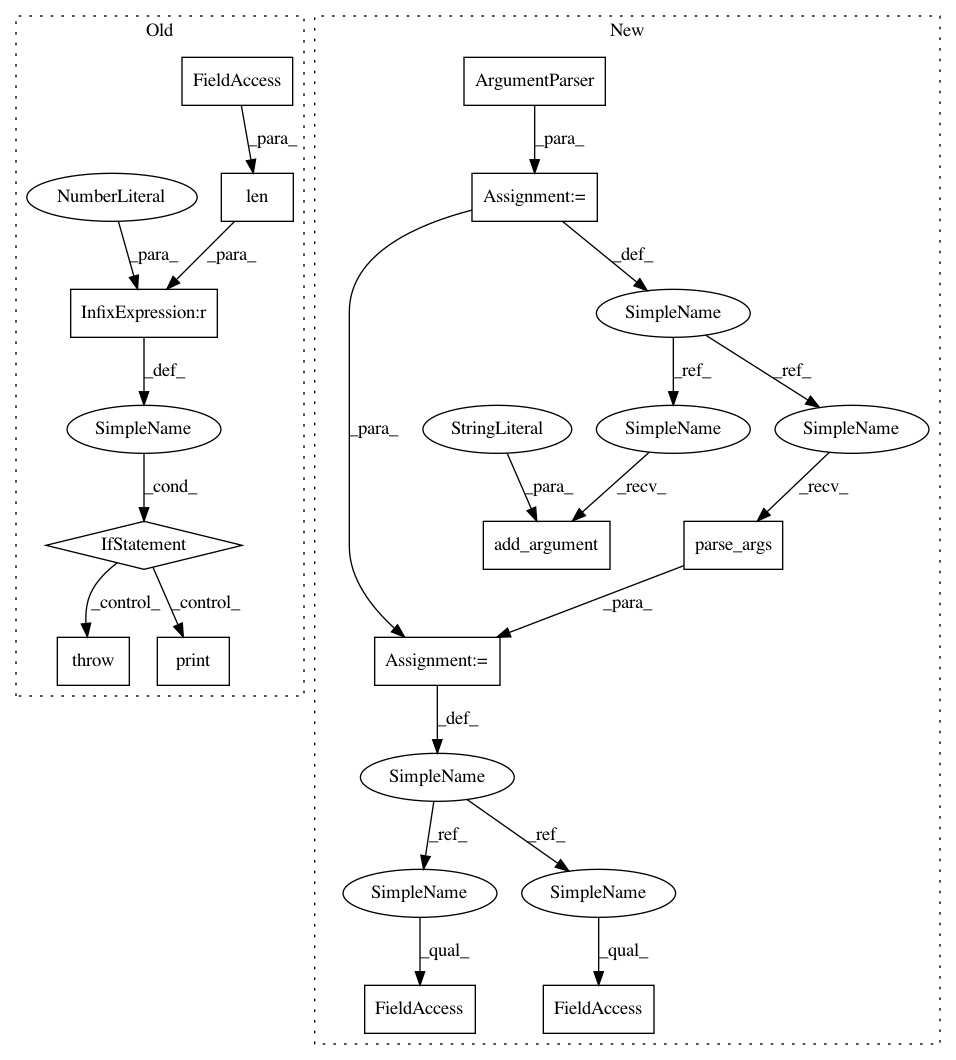 Old
New
FieldAccess
ArgumentParser
_para_
_para_
NumberLiteral
len
Assignment:=
_para_
_para_
_def_
InfixExpression:r
SimpleName
_def_
_ref_
_ref_
SimpleName
_para_
StringLiteral
SimpleName
SimpleName
_cond_
_para_
_recv_
_recv_
IfStatement
add_argument
parse_args
_control_
_control_
_para_
throw
print
Assignment:=
_def_
SimpleName
_ref_
_ref_
SimpleName
SimpleName
_qual_
_qual_
FieldAccess
FieldAccess